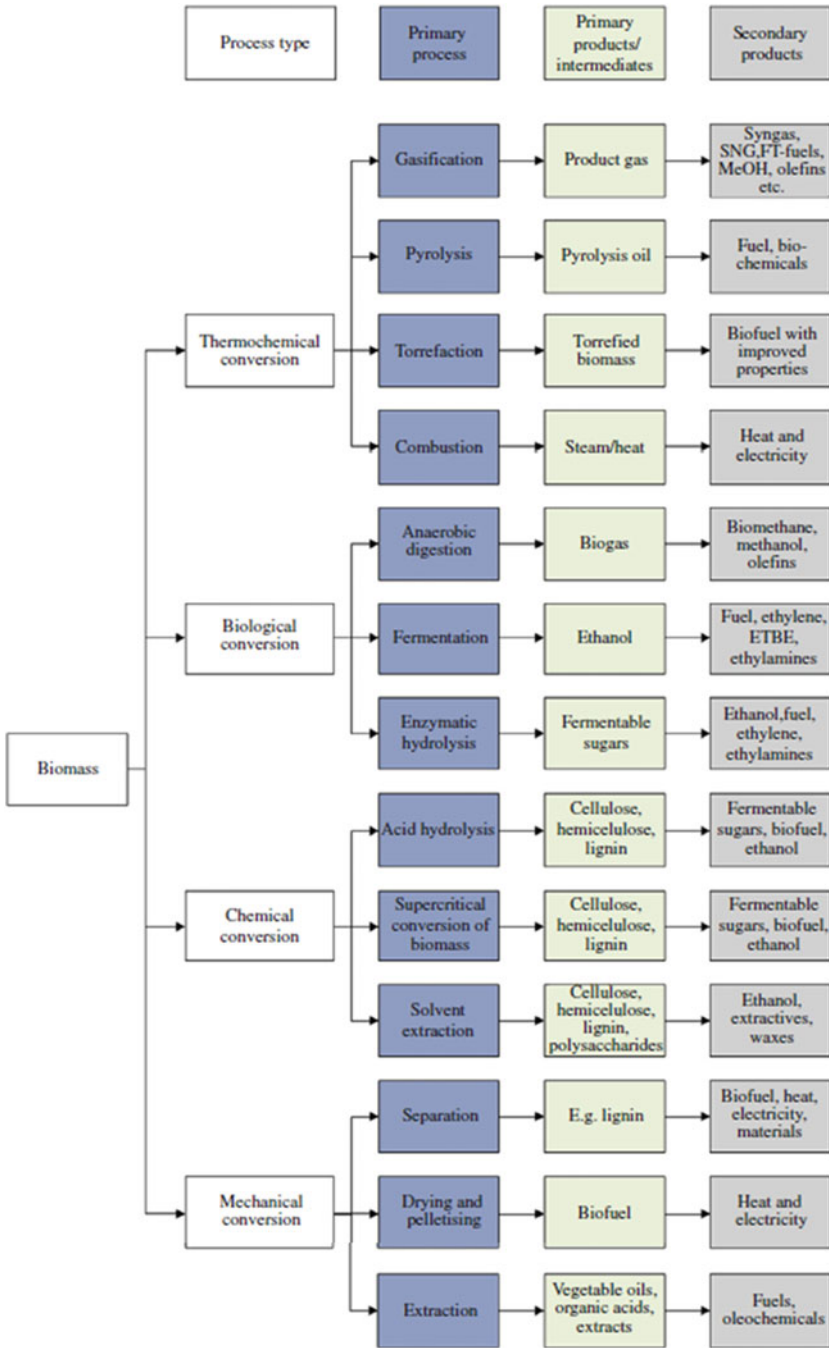 Process type
Primary
process
Primary
products/
intermediates
Secondary
products
Gasification
Product gas
Syngas,
SNG,FT-fuels,
MeOH, olefins
etc.
Pyrolysis
Pyrolysis oil
Fuel, bio-
chemicals
Thermochemical
conversion
Torrefaction
Torrefied
biomass
Biofuel with
improved
properties
Combustion
Steam/heat
Heat and
electricity
Anaerobic
digestion
Biogas
Biomethane,
methanol,
olefins
Biological
conversion
Fermentation
Ethanol
Fuel, ethylene,
ETBE,
ethylamines
Enzymatic
hydrolysis
Fermentable
sugars
Ethanol,fuel,
ethylene,
ethylamines
Biomass
Acid hydrolysis
Cellulose,
hemicelulose,
lignin
Fermentable
sugars, biofuel,
ethanol
Chemical
conversion
Supercritical
conversion of
biomass
Cellulose,
hemicelulose,
lignin
Fermentable
sugars, biofuel,
ethanol
Solvent
extraction
Cellulose,
hemicelulose,
lignin,
polysaccharides
Ethanol,
extractives,
waxes
Separation
E.g. lignin
Biofuel, heat,
electricity,
materials
Mechanical
conversion
Drying and
pelletising
Biofuel
Heat and
electricity
Extraction
Vegetable oils,
organic acids,
extracts
Fuels,
oleochemicals